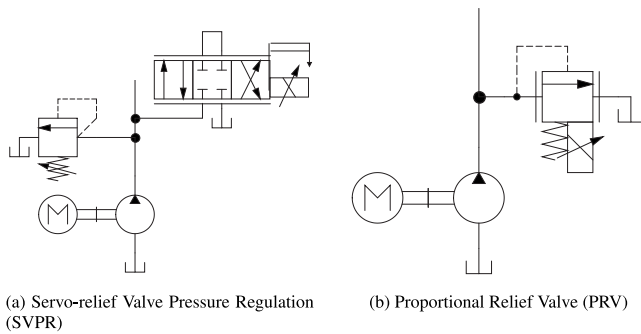 M
M
(a) Servo-relief Valve Pressure Regulation
(SVPR)
(b) Proportional Relief Valve (PRV)